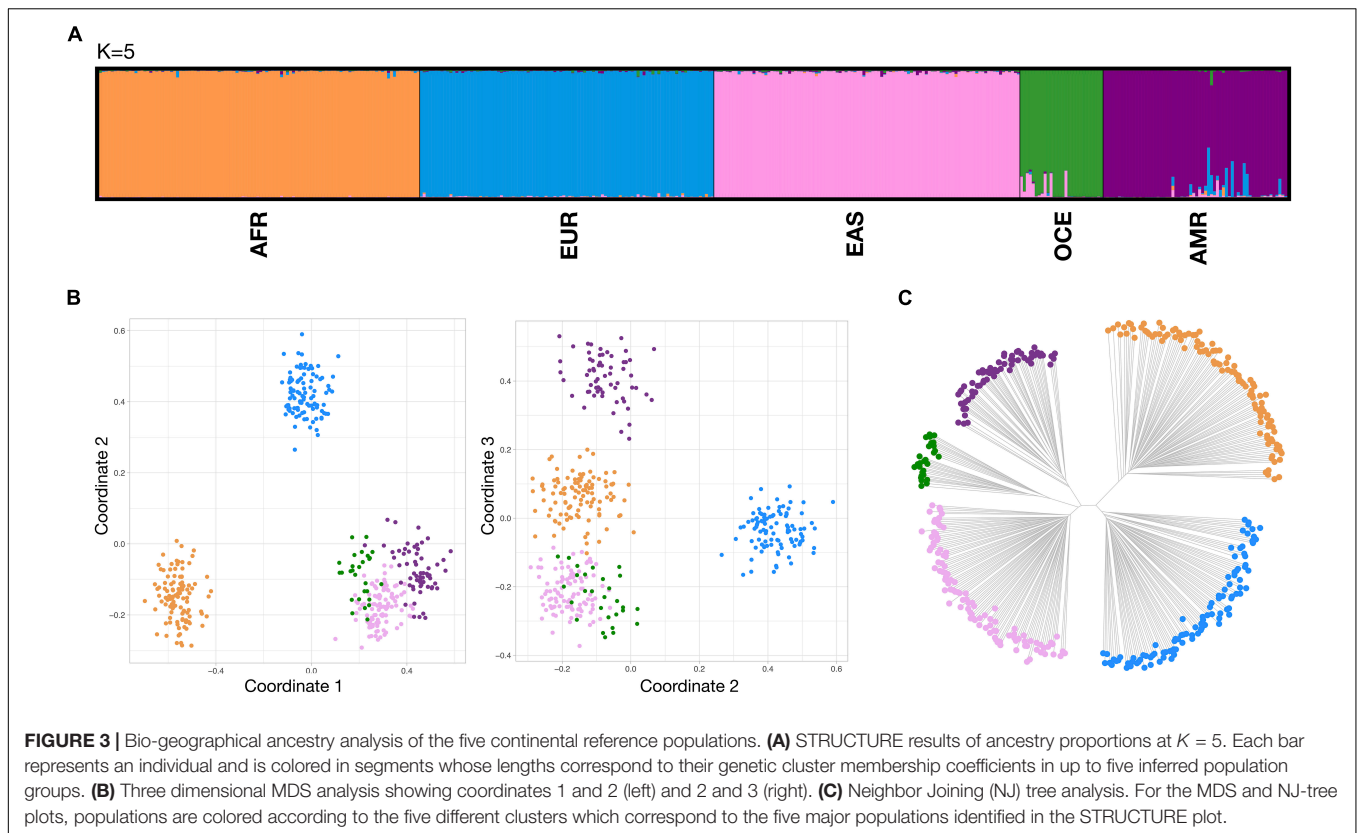 A
K=5
AFR
EUR
EAS
OCE
AMR
B
0.6
0.4
0.2
0.0
−0.2
Coordinate 2
−0.4
0.0
0.4
Coordinate 1
0.4
0.2
0.0
−0.2
−0.4
Coordinate 3
−0.2
0.0
0.2
0.4
0.6
Coordinate 2
C
FIGURE 3 | Bio-geographical ancestry analysis of the five continental reference populations. (A) STRUCTURE results of ancestry proportions at K = 5. Each bar
represents an individual and is colored in segments whose lengths correspond to their genetic cluster membership coefficients in up to five inferred population
groups. (B) Three dimensional MDS analysis showing coordinates 1 and 2 (left) and 2 and 3 (right). (C) Neighbor Joining (NJ) tree analysis. For the MDS and NJ-tree
plots, populations are colored according to the five different clusters which correspond to the five major populations identified in the STRUCTURE plot.